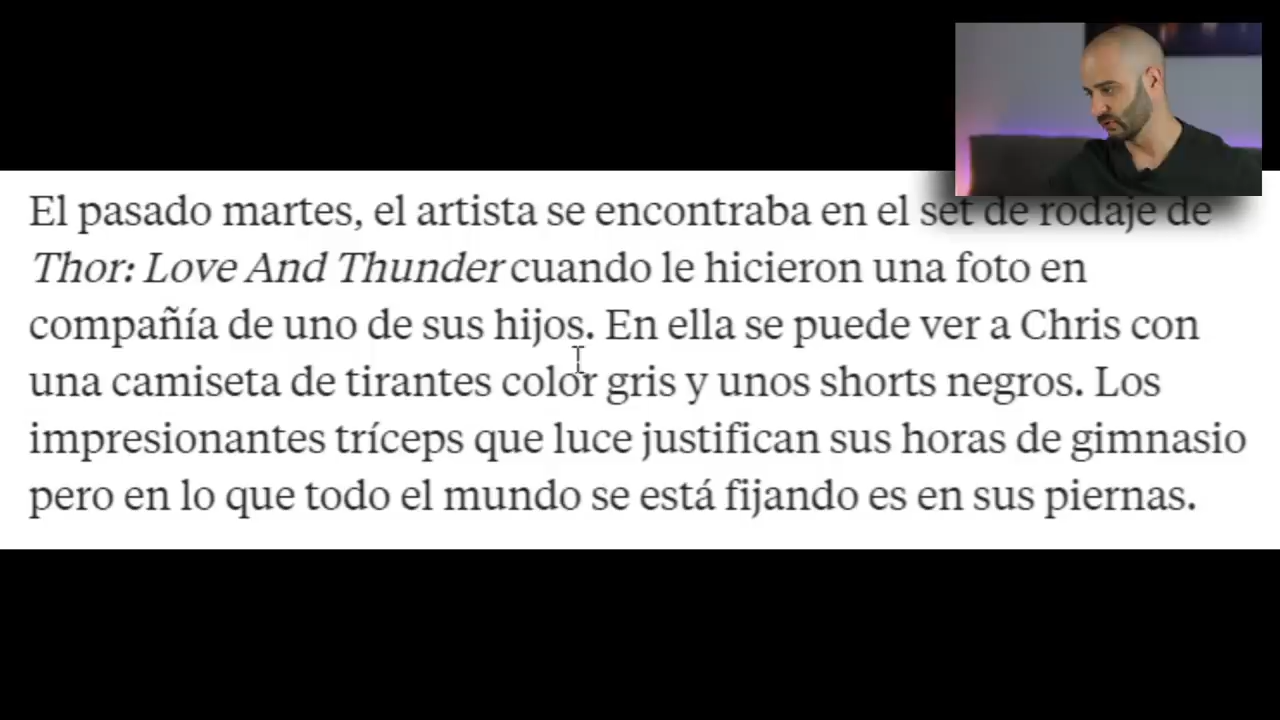 El pasado martes, el artista se encontraba en el set de rodaje de
Thor: Love And Thunder cuando le hicieron una foto en
compañía de uno de sus hijos. En ella se puede ver a Chris con
una camiseta de tirantes color gris y unos shorts negros. Los
impresionantes tríceps que luce justifican sus horas de gimnasio
pero en lo que todo el mundo se está fijando es en sus piernas.